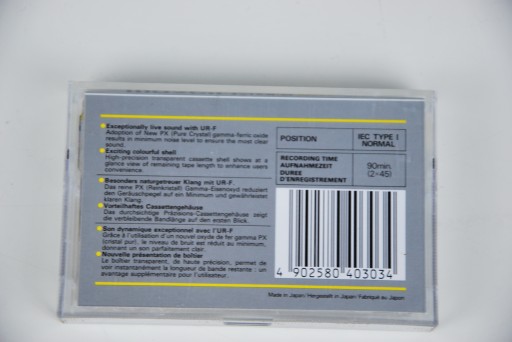 Exceptionally live sound with UR-F
Adoption of New PX (Pure Crystal) gamma-ferric oxide
results in minimum noise level to ensure the most clear
sound.
Exciting colourful shell
High-precision transparent cassette shell shows at a
glance view of remaining tape length to enhance users
convenience.
Besonders naturgetreuer Klang mit UR-F.
Das reine PX (Reinkristall) Gamma-Eisenoxyd reduziert
den Geräuschpegel auf ein Minimum und gewährleistet
klaren Klang.
Vorteilhaftes Cassettengehäuse
Das durchsichtige Präzisions-Cassettengehäuse zeigt
die verbleibende Bandlänge auf den ersten Blick.
Son dynamique exceptionnel avec l'UR-F
Grâce à l'utilisation d'un nouvel oxyde de fer gamma PX
(cristal pur), le niveau de bruit est réduit au minimum,
donnant un son parfaitement clair.
Nouvelle présentation de boîtier
Le boîtier transparent, de haute précision, permet de
voir instantanément la longueur de bande restante : un
avantage supplémentaire pour l'utilisateur.
POSITION
IEC TYPE I
NORMAL
RECORDING TIME
AUFNAHMEZEIT
DUREE
D'ENREGISTREMENT
90min.
(2×45)
4 902580 403034
Made in Japan/Hergestellt in Japan/Fabriqué au Japon